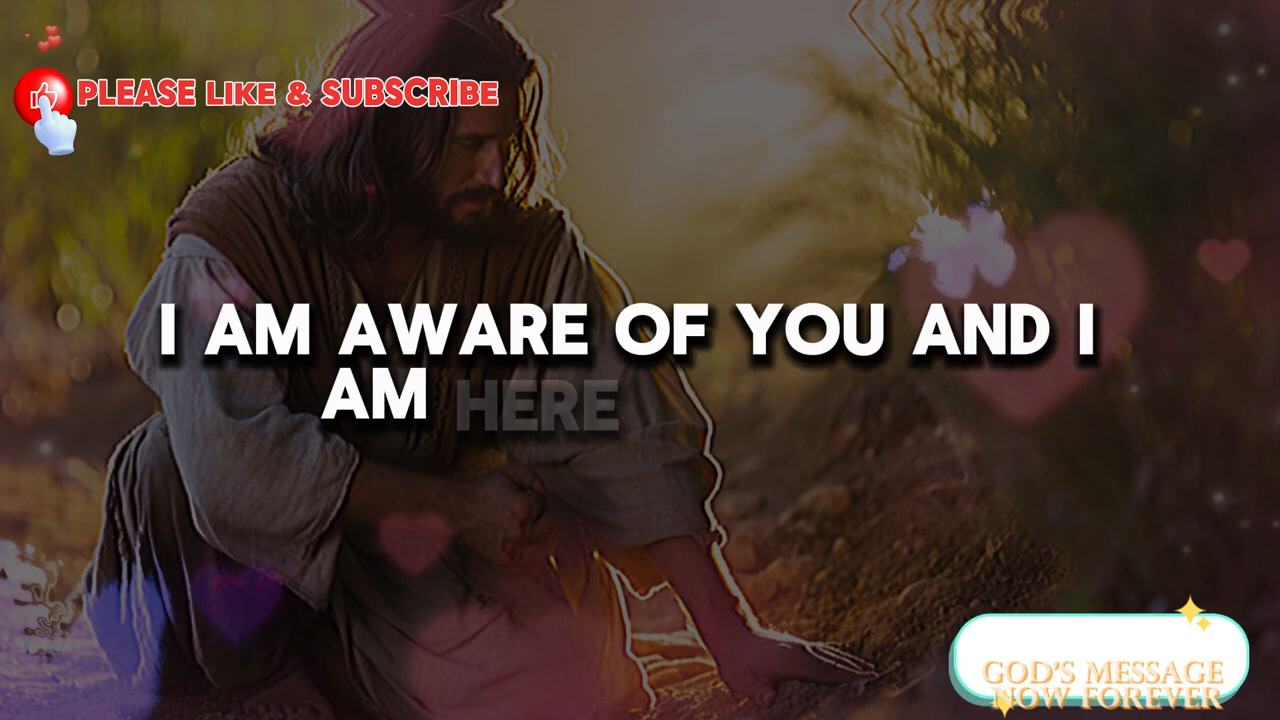 PLEASE LIKE & SUBSCRIBE
I AM AWARE OF YOU AND I
AM HERE
GOD'S MESSAGE
NOW FOREVER